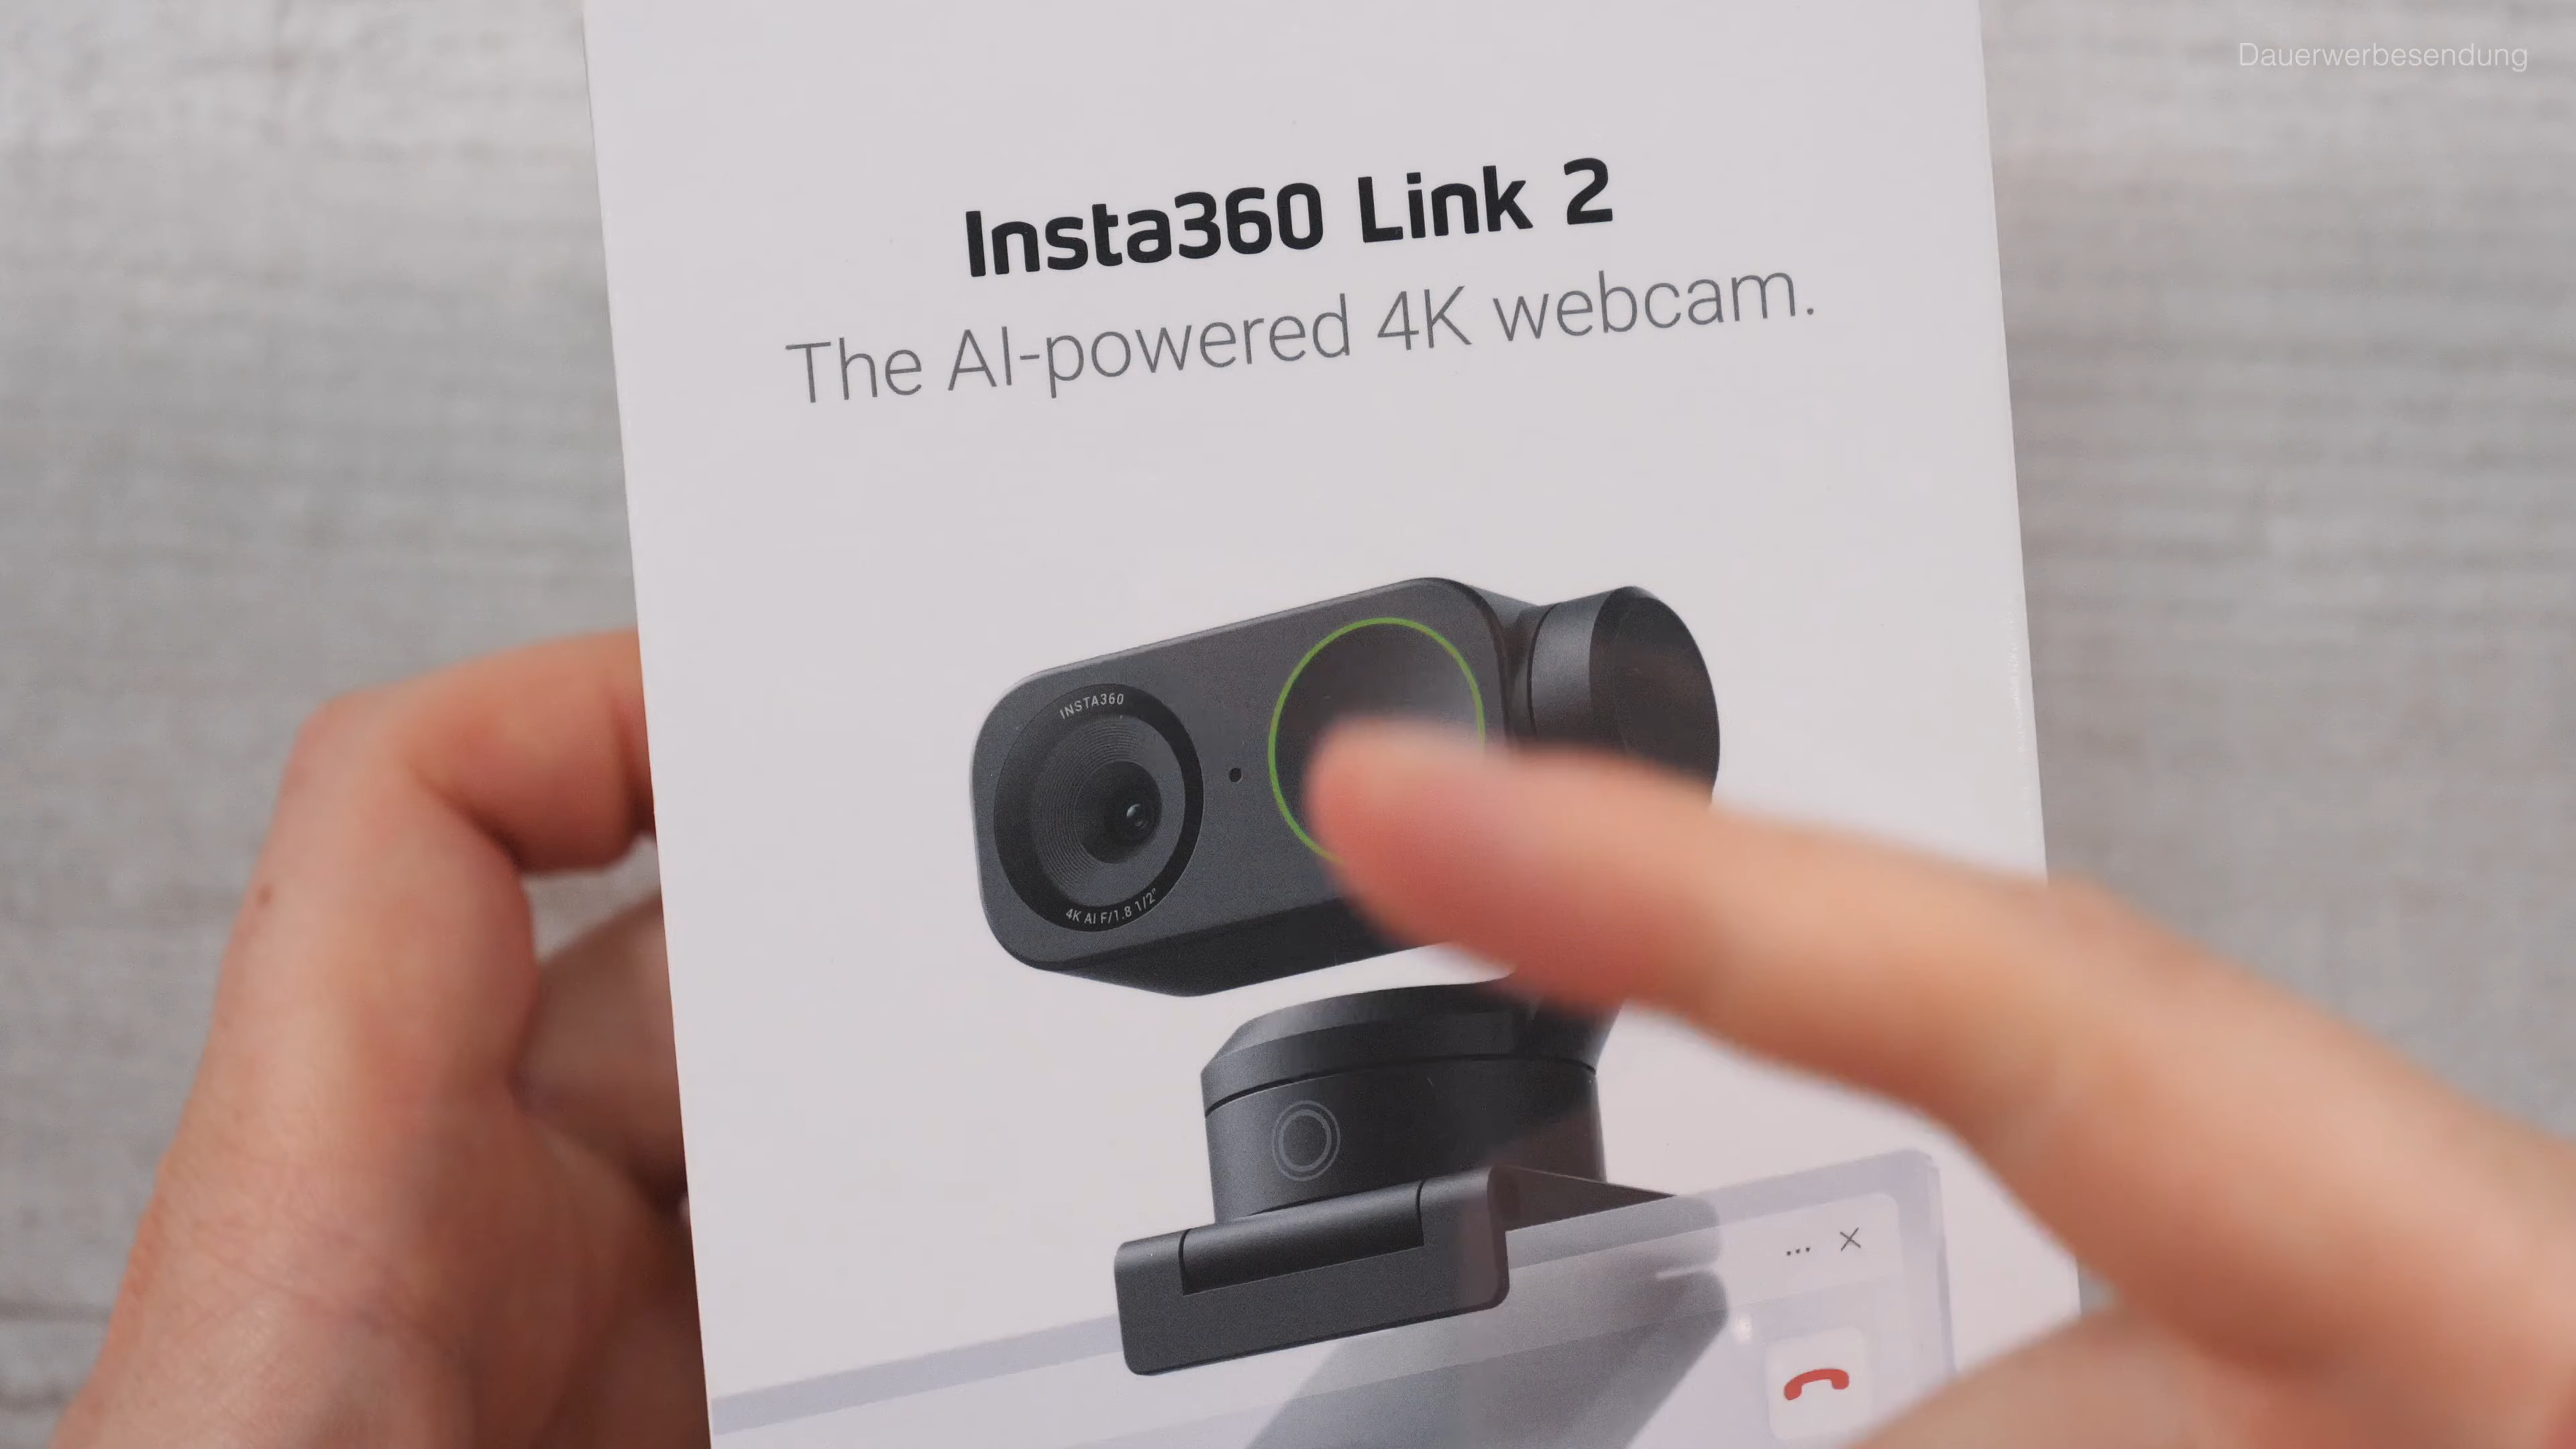 Dauerwerbesendung
Insta360 Link 2
The AI-powered 4K webcam.
INSTA360
4K AI F/1.8 1/2"